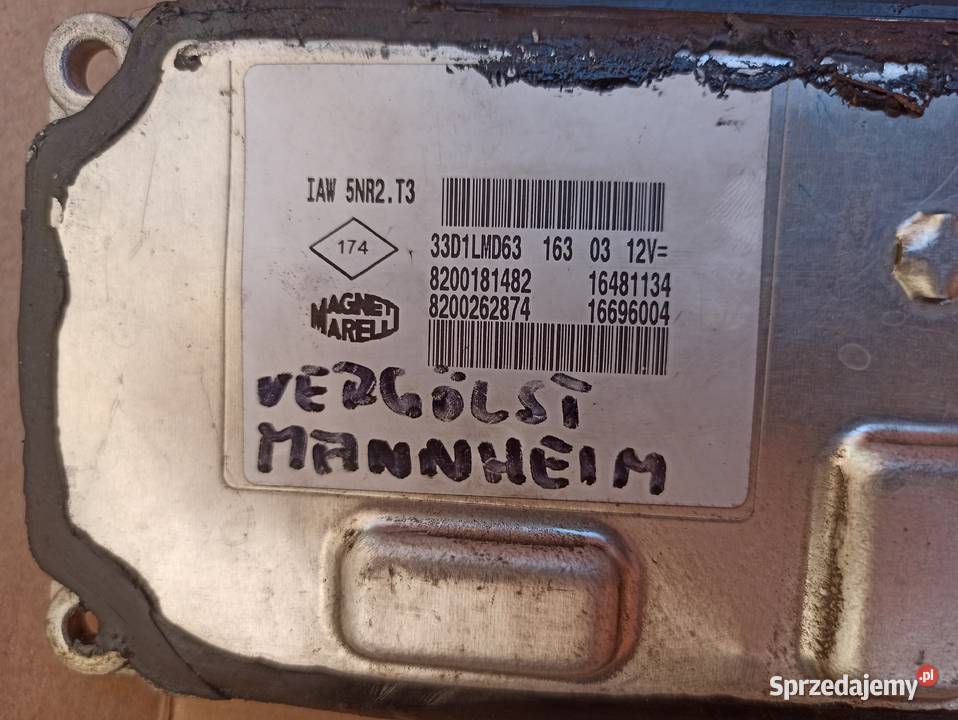 IAW 5NR2.T3
174
33D1LMD63 163 03 12V=
8200181482 16481134
8200262874 16696004
MAGNETI
MARELLI
VERGÖLST
MANNHEIM
Sprzedajemy.pl